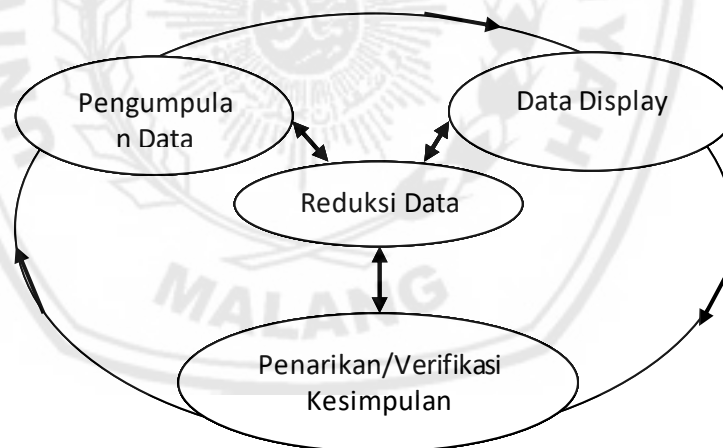 Pengumpula
n Data
Data Display
Reduksi Data
Penarikan/Verifikasi
Kesimpulan
MALANG